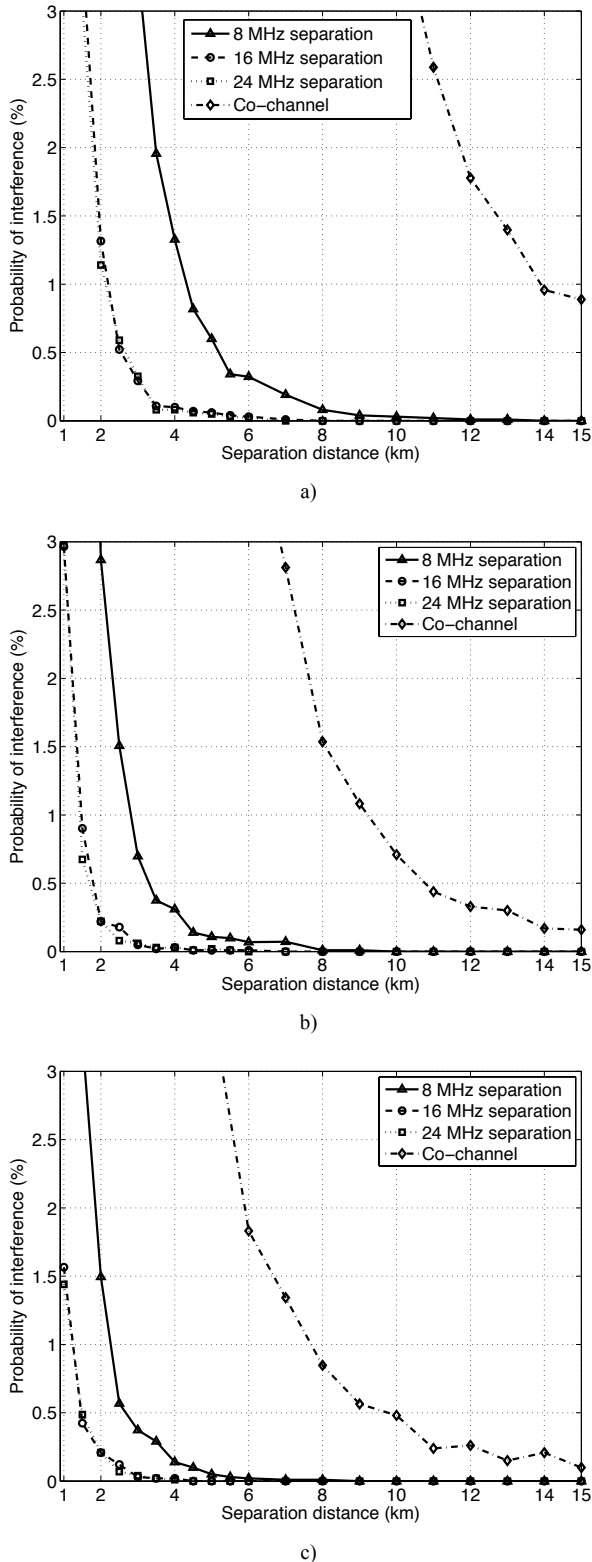 3
2.5
2
1.5
1
0.5
0
Probability of interference (%)
8 MHz separation
16 MHz separation
24 MHz separation
Co−channel
1 2 4 6 8 10 12 14 15
Separation distance (km)
a)
3
2.5
2
1.5
1
0.5
0
Probability of interference (%)
8 MHz separation
16 MHz separation
24 MHz separation
Co−channel
1 2 4 6 8 10 12 14 15
Separation distance (km)
b)
3
2.5
2
1.5
1
0.5
0
Probability of interference (%)
8 MHz separation
16 MHz separation
24 MHz separation
Co−channel
1 2 4 6 8 10 12 14 15
Separation distance (km)
c)